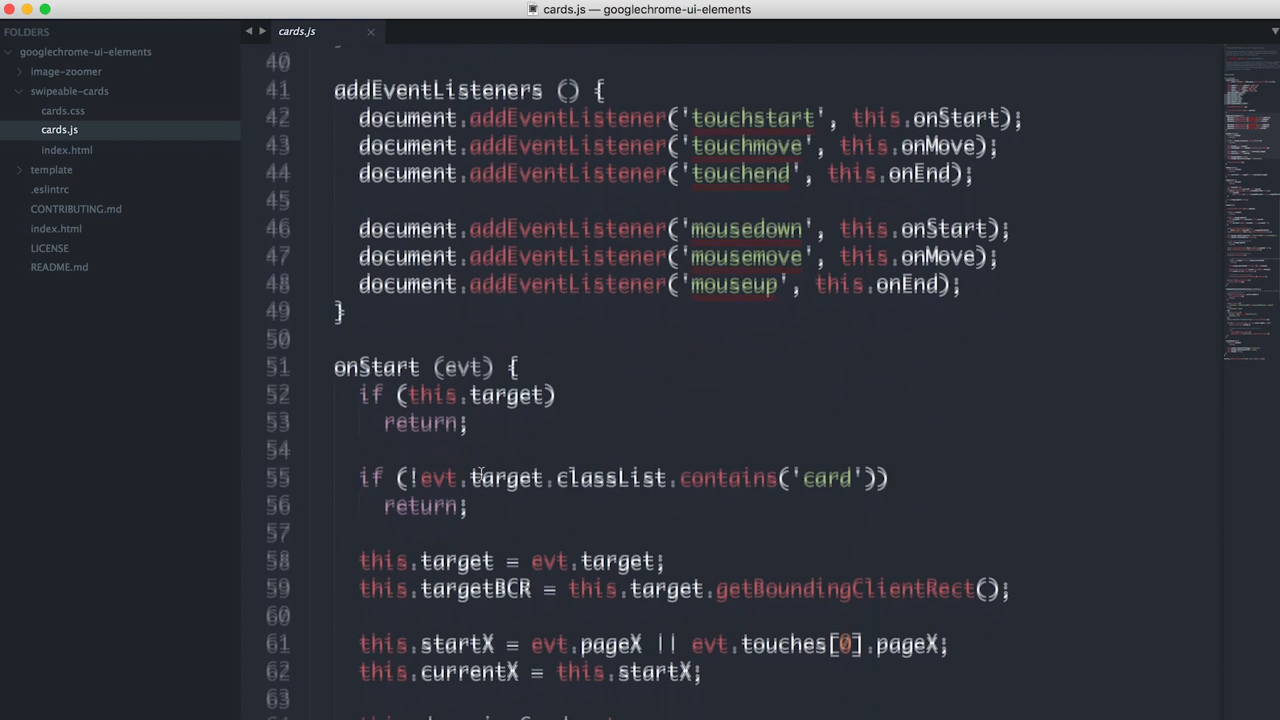 cards.js — googlechrome-ui-elements
FOLDERS
googlechrome-ui-elements
image-zoomer
swipeable-cards
cards.css
cards.js
index.html
template
.eslintrc
CONTRIBUTING.md
index.html
LICENSE
README.md
cards.js
40
41 addEventListeners () {
42 document.addEventListener('touchstart', this.onStart);
43 document.addEventListener('touchmove', this.onMove);
44 document.addEventListener('touchend', this.onEnd);
45
46 document.addEventListener('mousedown', this.onStart);
47 document.addEventListener('mousemove', this.onMove);
48 document.addEventListener('mouseup', this.onEnd);
49 }
50
51 onStart (evt) {
52 if (this.target)
53 return;
54
55 if (!evt.target.classList.contains('card'))
56 return;
57
58 this.target = evt.target;
59 this.targetBCR = this.target.getBoundingClientRect();
60
61 this.startX = evt.pageX || evt.touches[0].pageX;
62 this.currentX = this.startX;
63